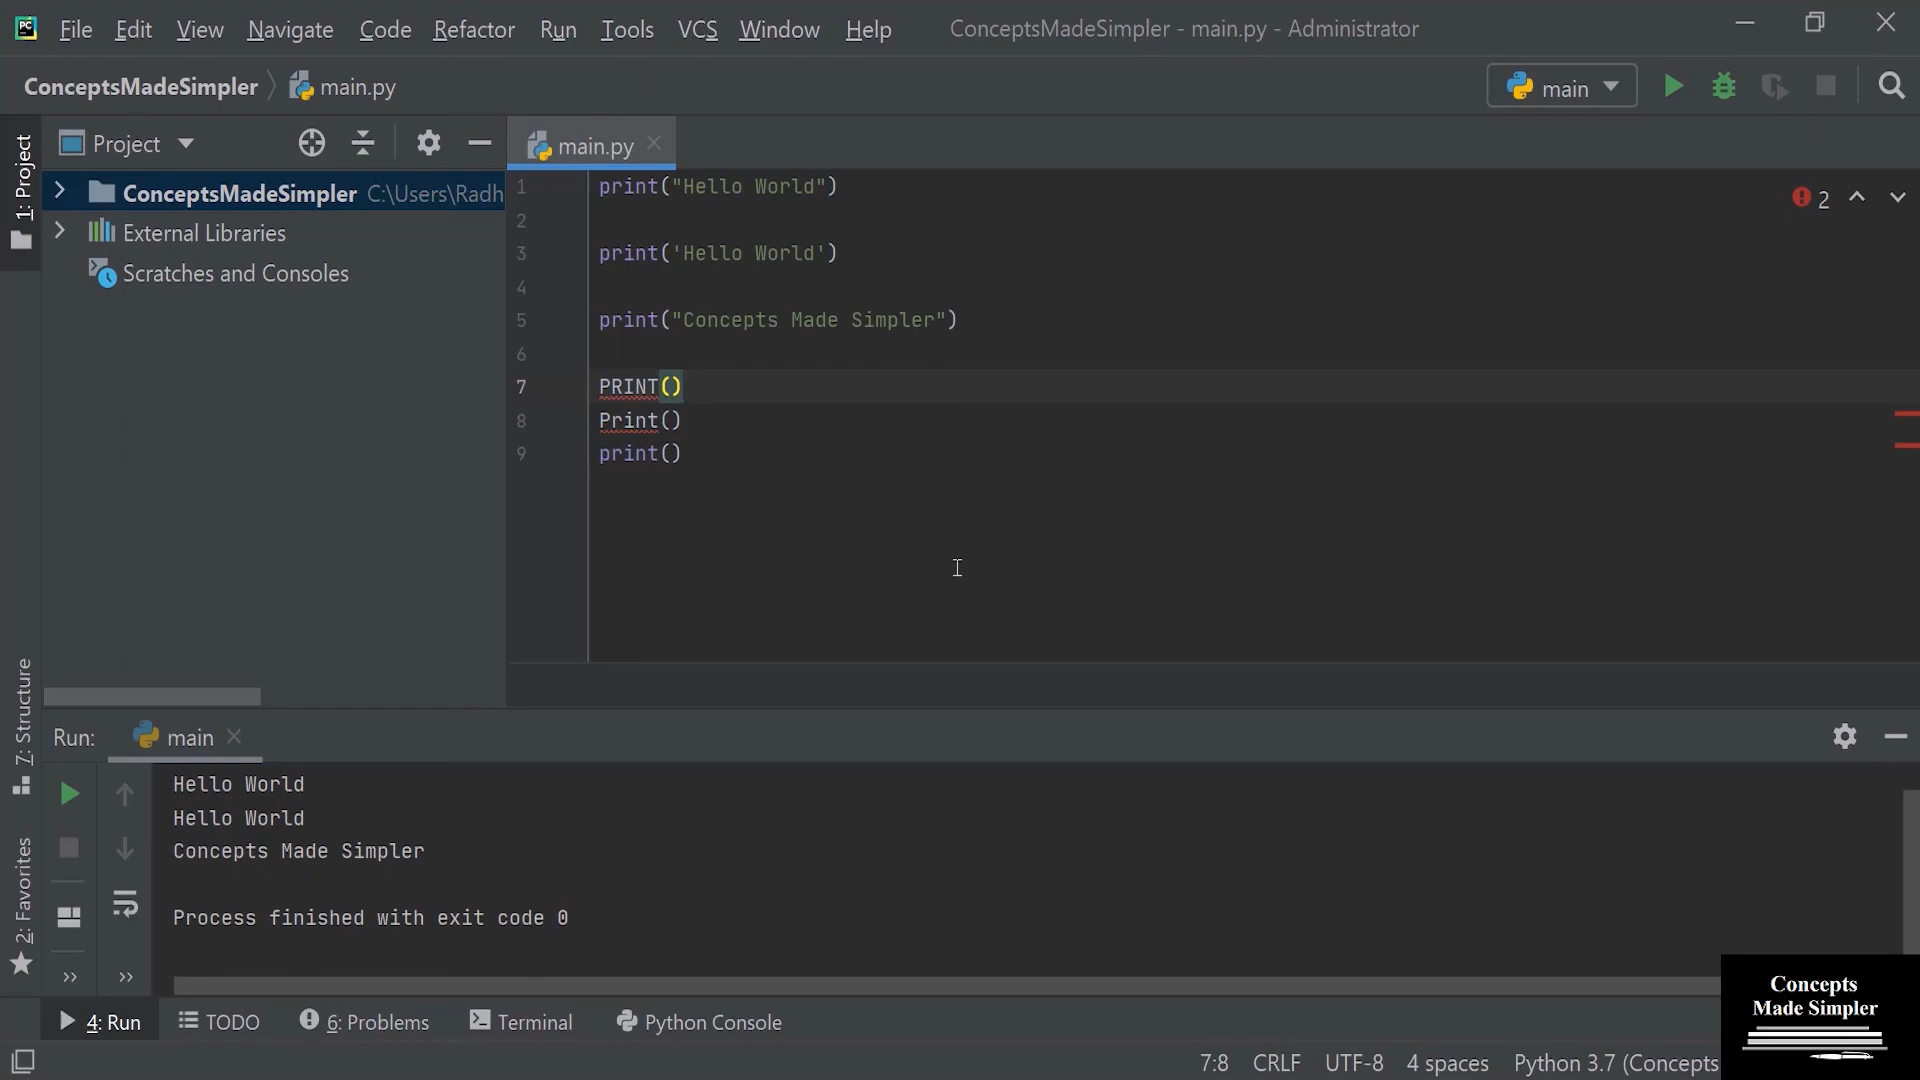 File Edit View Navigate Code Refactor Run Tools VCS Window Help ConceptsMadeSimpler - main.py - Administrator
ConceptsMadeSimpler main.py main
1: Project
Project
main.py
ConceptsMadeSimpler C:\Users\Radh
External Libraries
Scratches and Consoles
1 print("Hello World")
2
3 print('Hello World')
4
5 print("Concepts Made Simpler")
6
7 PRINT()
8 Print()
9 print()
2
7: Structure
2: Favorites
Run: main
Hello World
Hello World
Concepts Made Simpler
Process finished with exit code 0
4: Run TODO 6: Problems Terminal Python Console
7:8 CRLF UTF-8 4 spaces Python 3.7 (Concepts
Concepts
Made Simpler